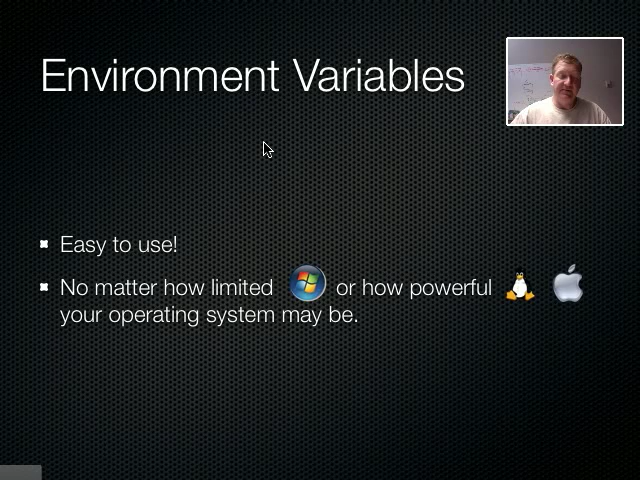 Environment Variables
Easy to use!
No matter how limited or how powerful
your operating system may be.